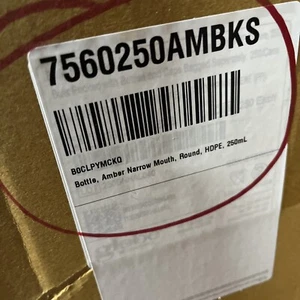 7560250AMBKS
B0CLPYMCKQ
Bottle, Amber Narrow Mouth, Round, HDPE, 250mL